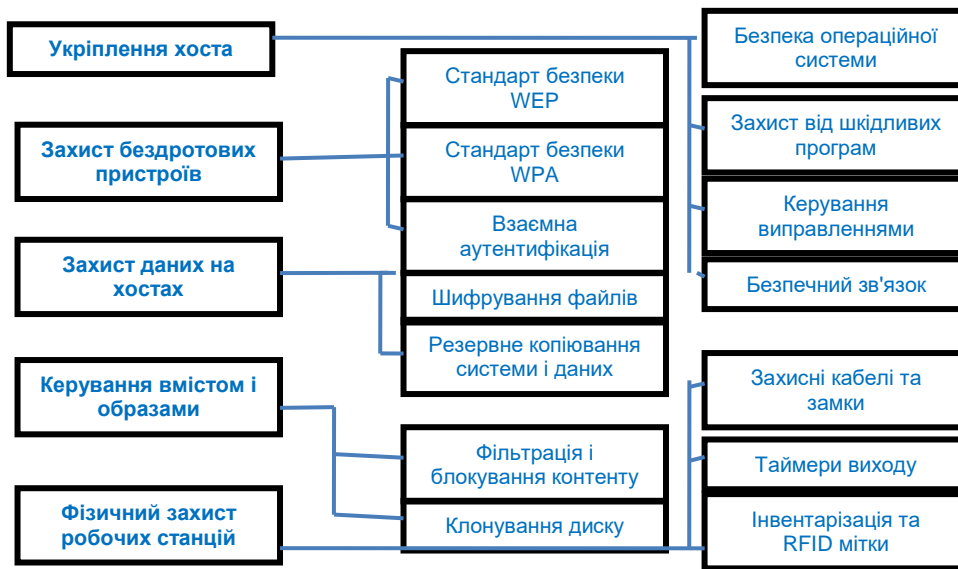 Укріплення хоста
Захист бездротових
пристроїв
Захист даних на
хостах
Керування вмістом і
образами
Фізичний захист
робочих станцій
Стандарт безпеки
WEP
Стандарт безпеки
WPA
Взаємна
аутентифікація
Шифрування файлів
Резервне копіювання
системи і даних
Фільтрація і
блокування контенту
Клонування диску
Безпека операційної
системи
Захист від шкідливих
програм
Керування
виправленнями
Безпечний зв'язок
Захисні кабелі та
замки
Таймери виходу
Інвентарізація та
RFID мітки